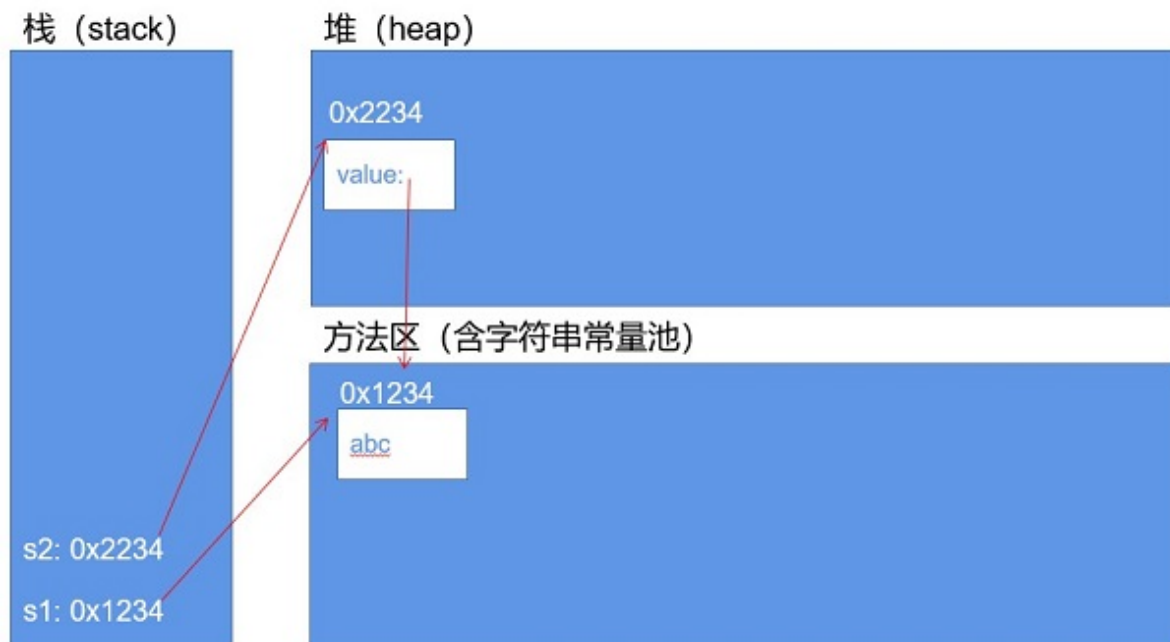 栈（stack）
堆（heap）
0x2234
value:
方法区（含字符串常量池）
0x1234
abc
s2: 0x2234
s1: 0x1234